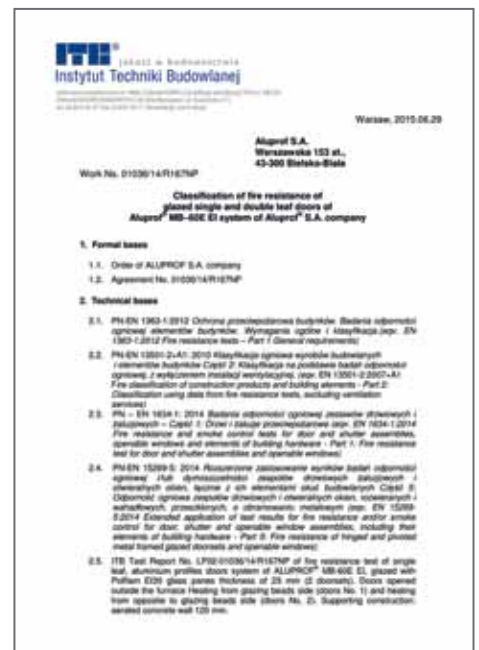 ITB®
jakość w budownictwie
Instytut Techniki Budowlanej
Warsaw, 2015.06.29
Aluprof S.A.
Warszawska 153 st.,
43-300 Bielsko-Biała
Work No. 01036/14/R167NP
Classification of fire resistance of
glazed single and double leaf doors of
Aluprof® MB-60E EI system of Aluprof® S.A. company
1. Formal bases
1.1. Order of ALUPROF S.A. company
1.2. Agreement No. 01036/14/R167NP
2. Technical bases
2.1. PN-EN 1363-1:2012 Ochrona przeciwpożarowa budynków. Badania odporności
ogniowej elementów budynków. Wymagania ogólne i klasyfikacja.(eqv. EN
1363-1:2012 Fire resistance tests – Part 1 General requirements)
2.2. PN-EN 13501-2+A1: 2010 Klasyfikacja ogniowa wyrobów budowlanych
i elementów budynków Część 2: Klasyfikacja na podstawie badań odporności
ogniowej, z wyłączeniem instalacji wentylacyjnej, (eqv. EN 13501-2:2007+A1
Fire classification of construction products and building elements - Part 2:
Classification using data from fire resistance tests, excluding ventilation
services)
2.3. PN – EN 1634-1: 2014 Badania odporności ogniowej zestawów drzwiowych i
żaluzjowych – Część 1: Drzwi i żaluzje przeciwpożarowe (eqv. EN 1634-1:2014
Fire resistance and smoke control tests for door and shutter assemblies,
openable windows and elements of building hardware - Part 1: Fire resistance
test for door and shutter assemblies and openable windows)
2.4. PN-EN 15269-5: 2014 Rozszerzone zastosowanie wyników badań odporności
ogniowej i/lub dymoszczelności zespołów drzwiowych żaluzjowych i
otwieralnych okien, łącznie z ich elementami okuć budowlanych Część 5:
Odporność ogniowa zespołów drzwiowych i otwieralnych okien, rozwieranych i
wahadłowych, przeszklonych, o obramowaniu metalowym (eqv. EN 15269-
5:2014 Extended application of test results for fire resistance and/or smoke
control for door, shutter and openable window assemblies, including their
elements of building hardware - Part 5: Fire resistance of hinged and pivoted
metal framed glazed doorsets and openable windows)
2.5. ITB Test Report No. LP02-01036/14/R167NP of fire resistance test of single
leaf, aluminium profiles doors system of ALUPROF® MB-60E EI, glazed with
Polflam EI30 glass panes thickness of 25 mm (2 doorsets). Doors opened
outside the furnace Heating from glazing beads side (doors No. 1) and heating
from opposite to glazing beads side (doors No. 2). Supporting construction:
aerated concrete wall 120 mm.